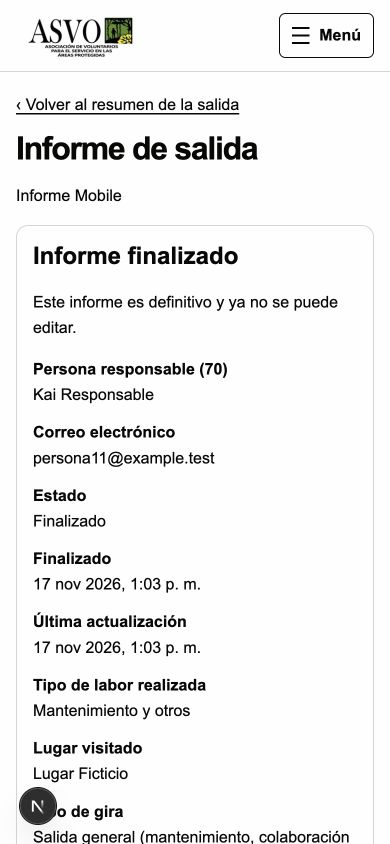 ASVO
ASOCIACIÓN DE VOLUNTARIOS
PARA EL SERVICIO EN LAS
ÁREAS PROTEGIDAS
Menú
‹ Volver al resumen de la salida
Informe de salida
Informe Mobile
Informe finalizado
Este informe es definitivo y ya no se puede
editar.
Persona responsable (70)
Kai Responsable
Correo electrónico
persona11@example.test
Estado
Finalizado
Finalizado
17 nov 2026, 1:03 p. m.
Última actualización
17 nov 2026, 1:03 p. m.
Tipo de labor realizada
Mantenimiento y otros
Lugar visitado
Lugar Ficticio
N
de gira
Salida general (mantenimiento, colaboración